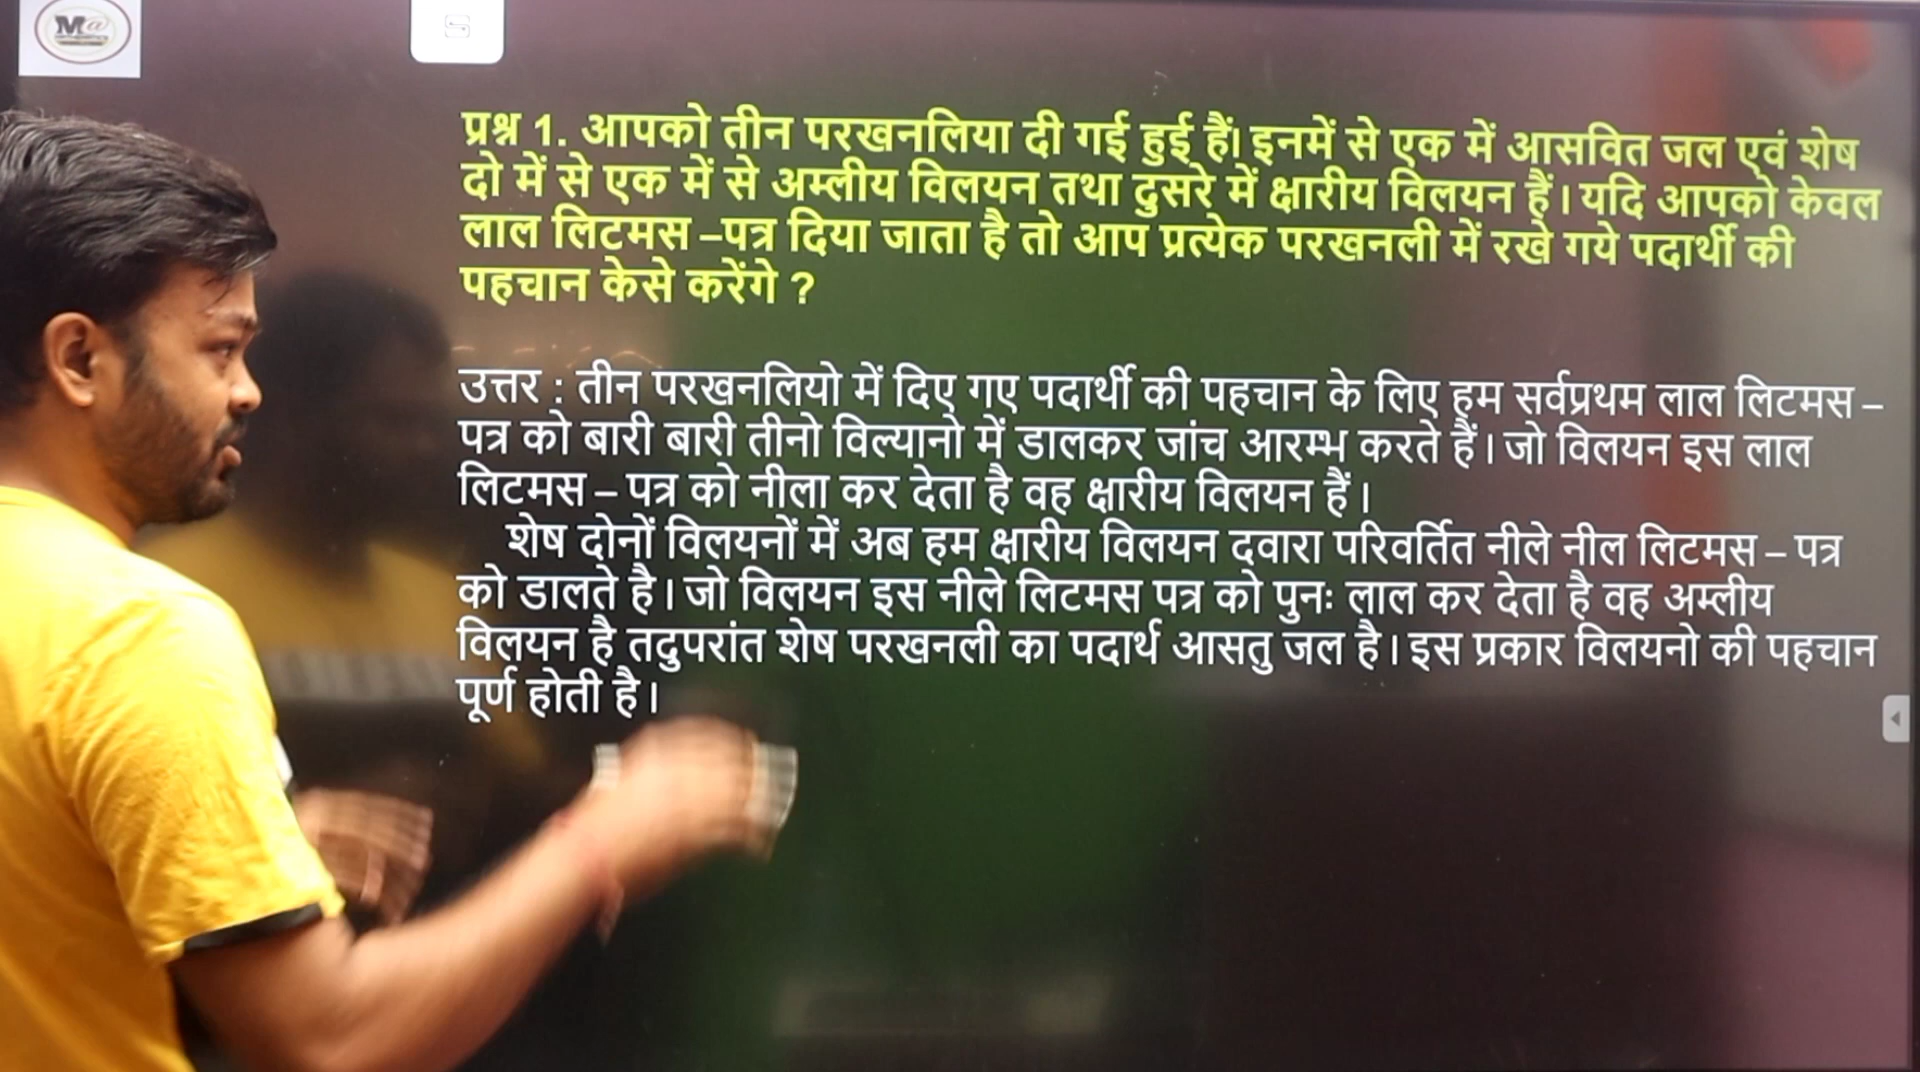 M@
S
प्रश्न 1. आपको तीन परखनलिया दी गई हुई हैं। इनमें से एक में आसवित जल एवं शेष
दो में से एक में से अम्लीय विलयन तथा दुसरे में क्षारीय विलयन हैं। यदि आपको केवल
लाल लिटमस –पत्र दिया जाता है तो आप प्रत्येक परखनली में रखे गये पदार्थी की
पहचान केसे करेंगे ?
उत्तर : तीन परखनलियो में दिए गए पदार्थी की पहचान के लिए हम सर्वप्रथम लाल लिटमस –
पत्र को बारी बारी तीनो विल्यानो में डालकर जांच आरम्भ करते हैं। जो विलयन इस लाल
लिटमस – पत्र को नीला कर देता है वह क्षारीय विलयन हैं।
शेष दोनों विलयनों में अब हम क्षारीय विलयन दवारा परिवर्तित नीले नील लिटमस – पत्र
को डालते है। जो विलयन इस नीले लिटमस पत्र को पुनः लाल कर देता है वह अम्लीय
विलयन है तदुपरांत शेष परखनली का पदार्थ आसतु जल है। इस प्रकार विलयनो की पहचान
पूर्ण होती है।